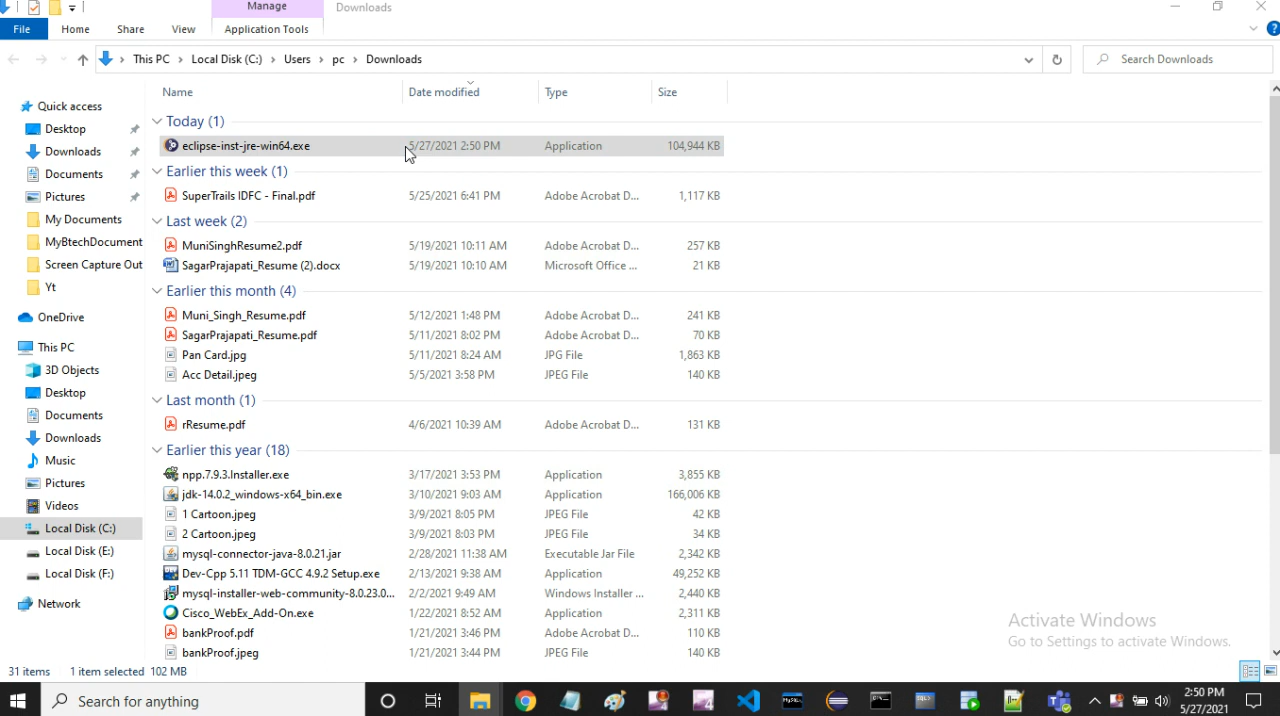 Manage Downloads
File Home Share View Application Tools
This PC Local Disk (C:) Users pc Downloads Search Downloads
Name Date modified Type Size
Quick access
Desktop
Downloads
Documents
Pictures
My Documents
MyBtechDocument
Screen Capture Out
Yt
OneDrive
This PC
3D Objects
Desktop
Documents
Downloads
Music
Pictures
Videos
Local Disk (C:)
Local Disk (E:)
Local Disk (F:)
Network
Today (1)
eclipse-inst-jre-win64.exe 5/27/2021 2:50 PM Application 104,944 KB
Earlier this week (1)
SuperTrails IDFC - Final.pdf 5/25/2021 6:41 PM Adobe Acrobat D... 1,117 KB
Last week (2)
MuniSinghResume2.pdf 5/19/2021 10:11 AM Adobe Acrobat D... 257 KB
SagarPrajapati_Resume (2).docx 5/19/2021 10:10 AM Microsoft Office ... 21 KB
Earlier this month (4)
Muni_Singh_Resume.pdf 5/12/2021 1:48 PM Adobe Acrobat D... 241 KB
SagarPrajapati_Resume.pdf 5/11/2021 8:02 PM Adobe Acrobat D... 70 KB
Pan Card.jpg 5/11/2021 8:24 AM JPG File 1,863 KB
Acc Detail.jpeg 5/5/2021 3:58 PM JPEG File 140 KB
Last month (1)
rResume.pdf 4/6/2021 10:39 AM Adobe Acrobat D... 131 KB
Earlier this year (18)
npp.7.9.3.Installer.exe 3/17/2021 3:53 PM Application 3,855 KB
jdk-14.0.2_windows-x64_bin.exe 3/10/2021 9:03 AM Application 166,006 KB
1 Cartoon.jpeg 3/9/2021 8:05 PM JPEG File 42 KB
2 Cartoon.jpeg 3/9/2021 8:03 PM JPEG File 34 KB
mysql-connector-java-8.0.21.jar 2/28/2021 11:38 AM Executable Jar File 2,342 KB
Dev-Cpp 5.11 TDM-GCC 4.9.2 Setup.exe 2/13/2021 9:38 AM Application 49,252 KB
mysql-installer-web-community-8.0.23.0... 2/2/2021 9:49 AM Windows Installer ... 2,440 KB
Cisco_WebEx_Add-On.exe 1/22/2021 8:52 AM Application 2,311 KB
bankProof.pdf 1/21/2021 3:46 PM Adobe Acrobat D... 110 KB
bankProof.jpeg 1/21/2021 3:44 PM JPEG File 140 KB
Activate Windows
Go to Settings to activate Windows.
31 items 1 item selected 102 MB
Search for anything
2:50 PM
5/27/2021